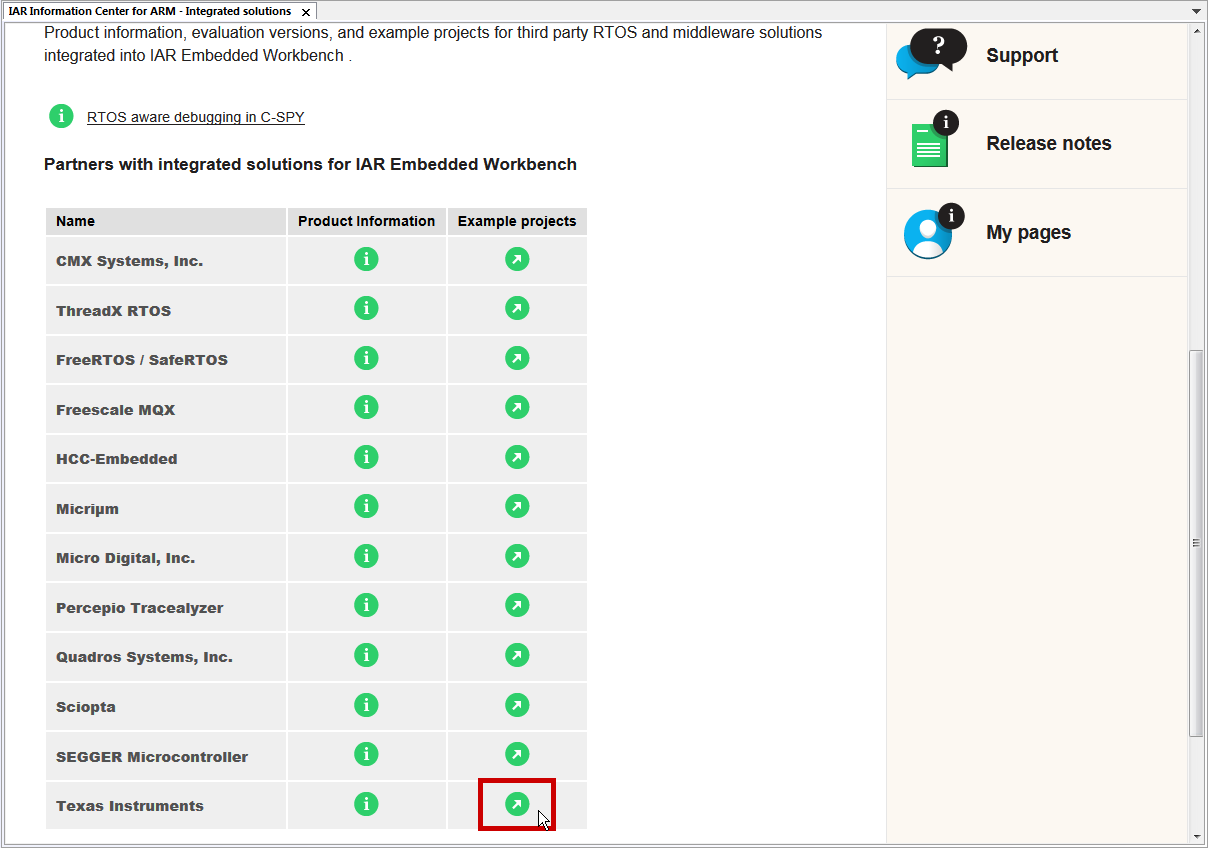 IAR Information Center for ARM - Integrated solutions
Product information, evaluation versions, and example projects for third party RTOS and middleware solutions
integrated into IAR Embedded Workbench .
RTOS aware debugging in C-SPY
Partners with integrated solutions for IAR Embedded Workbench
Name Product Information Example projects
CMX Systems, Inc.
ThreadX RTOS
FreeRTOS / SafeRTOS
Freescale MQX
HCC-Embedded
Micriµm
Micro Digital, Inc.
Percepio Tracealyzer
Quadros Systems, Inc.
Sciopta
SEGGER Microcontroller
Texas Instruments
Support
Release notes
My pages